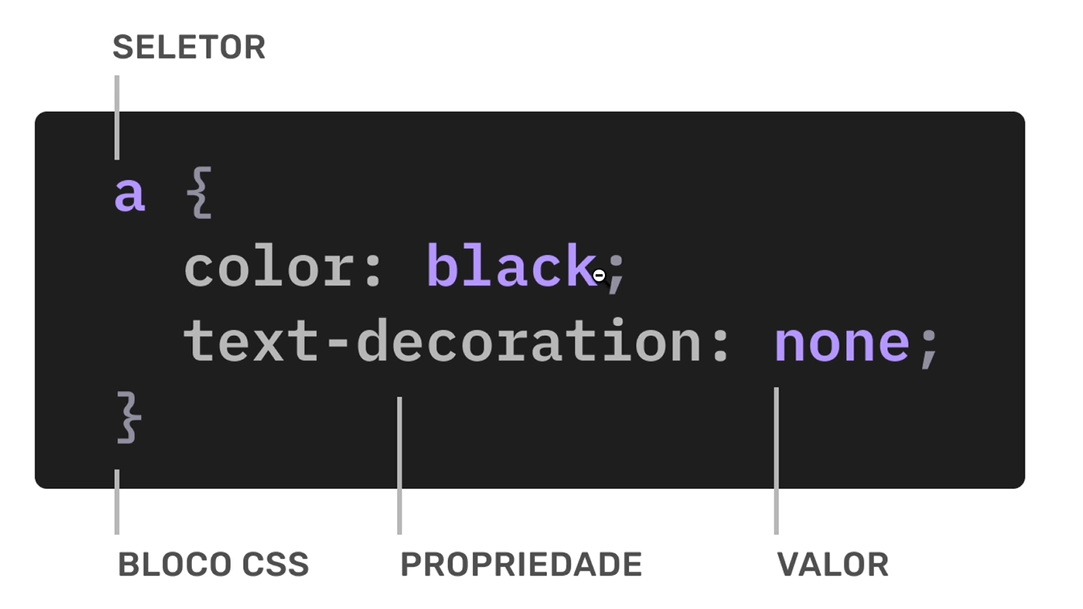 SELETOR
a {
color: black;
text-decoration: none;
}
BLOCO CSS PROPRIEDADE VALOR